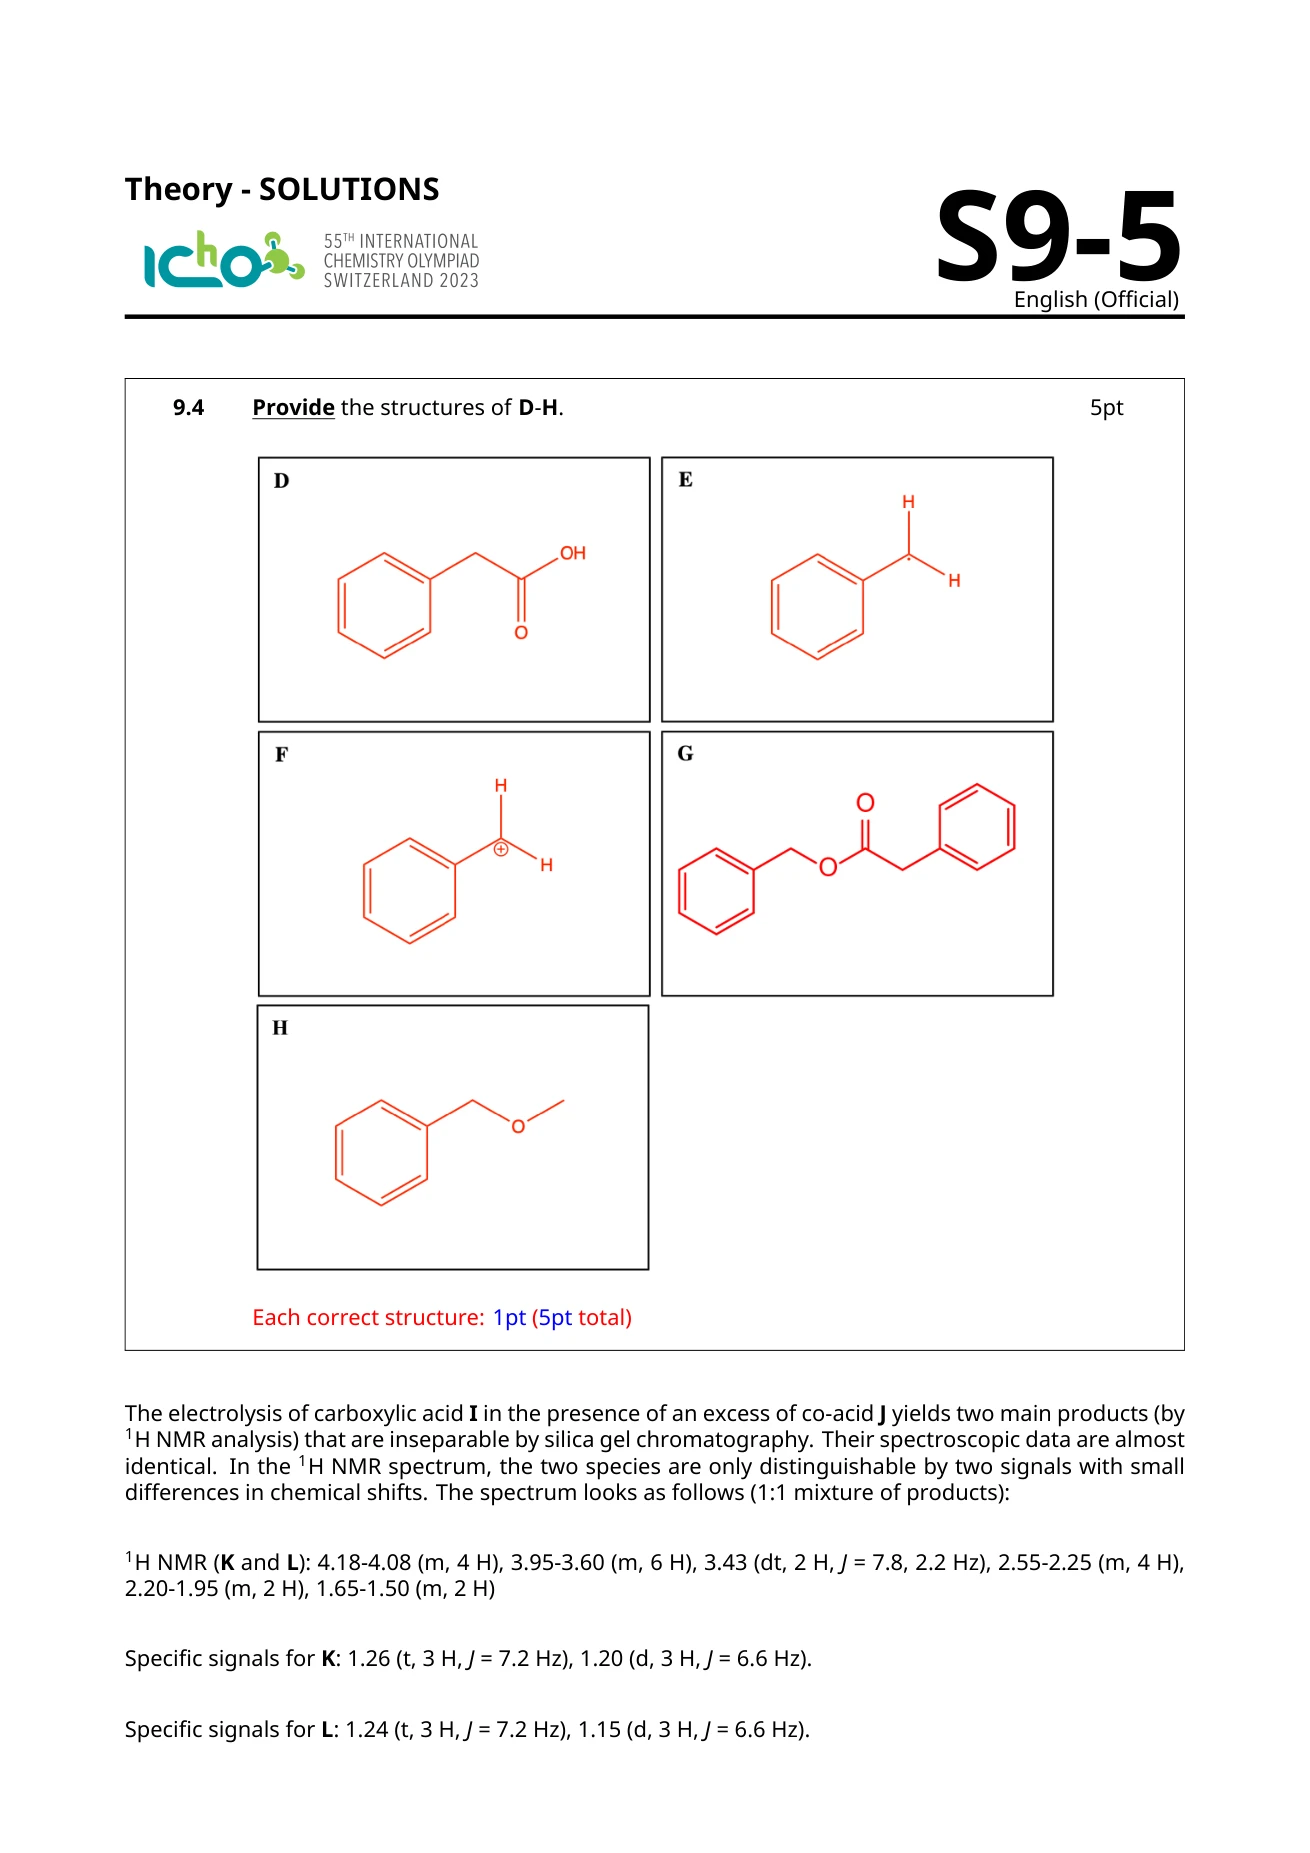 Theory - SOLUTIONS
IChO
55TH INTERNATIONAL
CHEMISTRY OLYMPIAD
SWITZERLAND 2023
S9-5
English (Official)
9.4 Provide the structures of D-H. 5pt
D
OH
O
E
H
H
F
H
⊕
H
G
O
O
H
O
Each correct structure: 1pt (5pt total)
The electrolysis of carboxylic acid I in the presence of an excess of co-acid J yields two main products (by
¹H NMR analysis) that are inseparable by silica gel chromatography. Their spectroscopic data are almost
identical. In the ¹H NMR spectrum, the two species are only distinguishable by two signals with small
differences in chemical shifts. The spectrum looks as follows (1:1 mixture of products):
¹H NMR (K and L): 4.18-4.08 (m, 4 H), 3.95-3.60 (m, 6 H), 3.43 (dt, 2 H, J = 7.8, 2.2 Hz), 2.55-2.25 (m, 4 H),
2.20-1.95 (m, 2 H), 1.65-1.50 (m, 2 H)
Specific signals for K: 1.26 (t, 3 H, J = 7.2 Hz), 1.20 (d, 3 H, J = 6.6 Hz).
Specific signals for L: 1.24 (t, 3 H, J = 7.2 Hz), 1.15 (d, 3 H, J = 6.6 Hz).